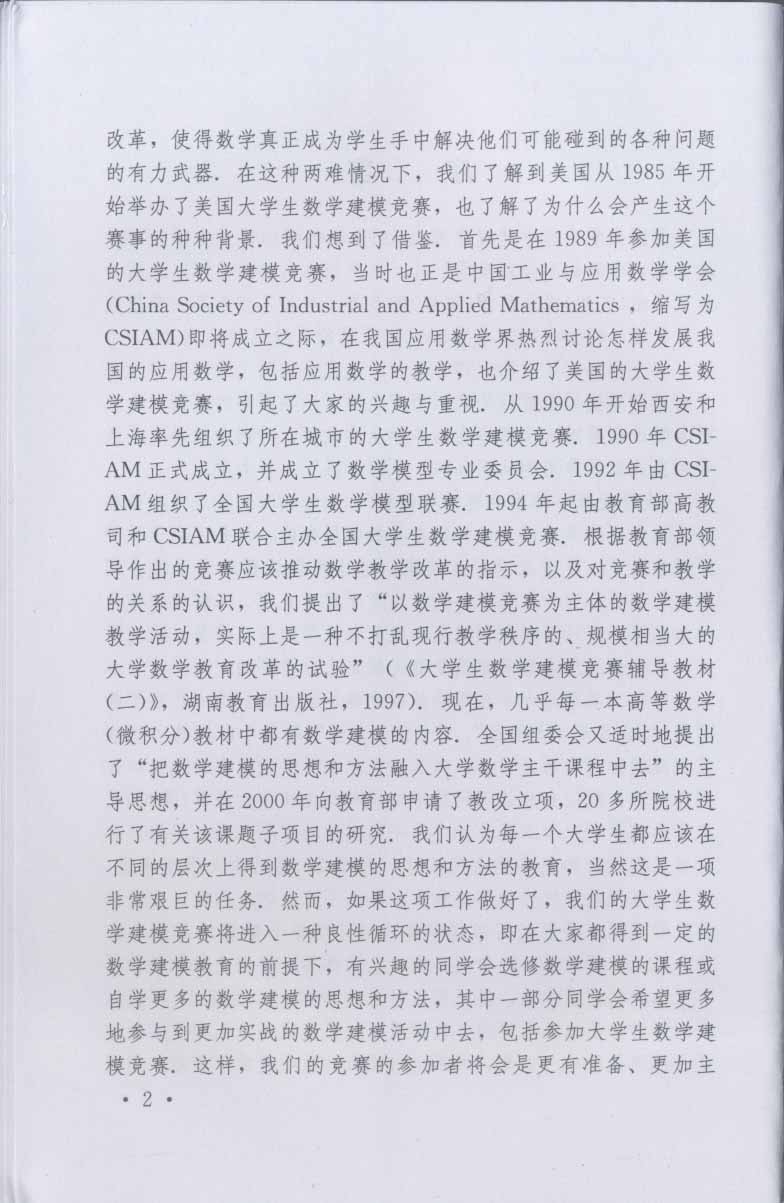 改革，使得数学真正成为学生手中解决他们可能碰到的各种问题
的有力武器．在这种两难情况下，我们了解到美国从 1985 年开
始举办了美国大学生数学建模竞赛，也了解了为什么会产生这个
赛事的种种背景．我们想到了借鉴．首先是在 1989 年参加美国
的大学生数学建模竞赛，当时也正是中国工业与应用数学学会
(China Society of Industrial and Applied Mathematics ，缩写为
CSIAM)即将成立之际，在我国应用数学界热烈讨论怎样发展我
国的应用数学，包括应用数学的教学，也介绍了美国的大学生数
学建模竞赛，引起了大家的兴趣与重视．从 1990 年开始西安和
上海率先组织了所在城市的大学生数学建模竞赛．1990 年 CSI-
AM 正式成立，并成立了数学模型专业委员会．1992 年由 CSI-
AM 组织了全国大学生数学模型联赛．1994 年起由教育部高教
司和 CSIAM 联合主办全国大学生数学建模竞赛．根据教育部领
导作出的竞赛应该推动数学教学改革的指示，以及对竞赛和教学
的关系的认识，我们提出了“以数学建模竞赛为主体的数学建模
教学活动，实际上是一种不打乱现行教学秩序的、规模相当大的
大学数学教育改革的试验”（《大学生数学建模竞赛辅导教材
(二)》，湖南教育出版社，1997)．现在，几乎每一本高等数学
(微积分)教材中都有数学建模的内容．全国组委会又适时地提出
了“把数学建模的思想和方法融入大学数学主干课程中去”的主
导思想，并在 2000 年向教育部申请了教改立项，20 多所院校进
行了有关该课题子项目的研究．我们认为每一个大学生都应该在
不同的层次上得到数学建模的思想和方法的教育，当然这是一项
非常艰巨的任务．然而，如果这项工作做好了，我们的大学生数
学建模竞赛将进入一种良性循环的状态，即在大家都得到一定的
数学建模教育的前提下，有兴趣的同学会选修数学建模的课程或
自学更多的数学建模的思想和方法，其中一部分同学会希望更多
地参与到更加实战的数学建模活动中去，包括参加大学生数学建
模竞赛．这样，我们的竞赛的参加者将会是更有准备、更加主
· 2 ·